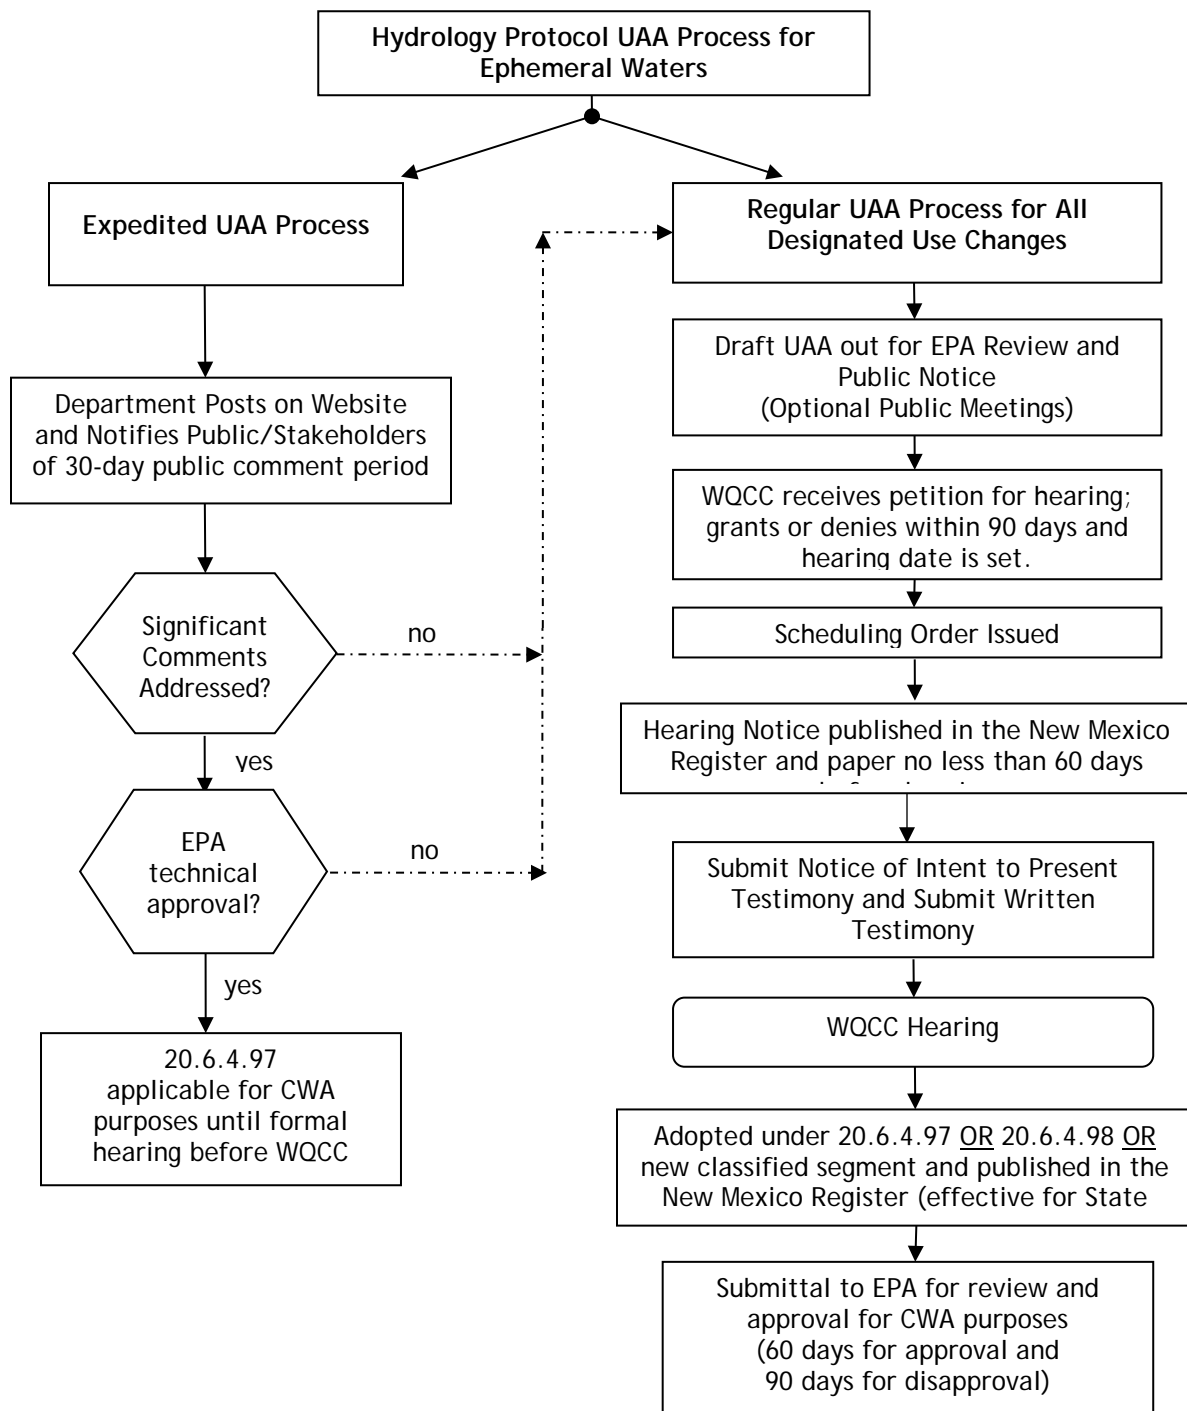 Hydrology Protocol UAA Process for
Ephemeral Waters
Expedited UAA Process
Department Posts on Website
and Notifies Public/Stakeholders
of 30-day public comment period
Significant
Comments
Addressed?
no
yes
EPA
technical
approval?
no
yes
20.6.4.97
applicable for CWA
purposes until formal
hearing before WQCC
Regular UAA Process for All
Designated Use Changes
Draft UAA out for EPA Review and
Public Notice
(Optional Public Meetings)
WQCC receives petition for hearing;
grants or denies within 90 days and
hearing date is set.
Scheduling Order Issued
Hearing Notice published in the New Mexico
Register and paper no less than 60 days
Submit Notice of Intent to Present
Testimony and Submit Written
Testimony
WQCC Hearing
Adopted under 20.6.4.97 OR 20.6.4.98 OR
new classified segment and published in the
New Mexico Register (effective for State
Submittal to EPA for review and
approval for CWA purposes
(60 days for approval and
90 days for disapproval)